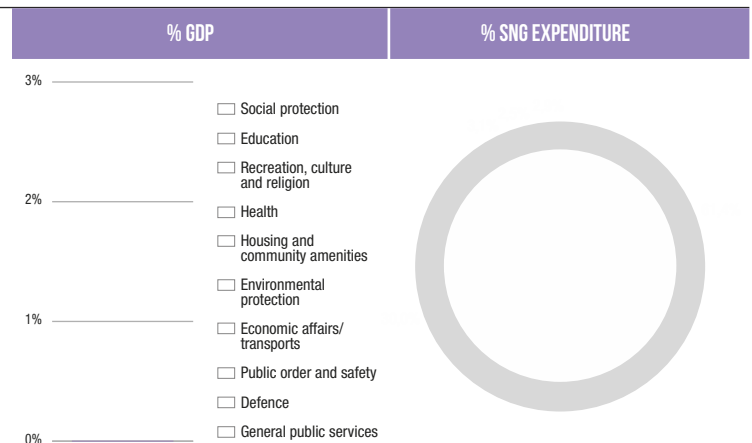 % GDP
% SNG EXPENDITURE
3%
2%
1%
0%
Social protection
Education
Recreation, culture
and religion
Health
Housing and
community amenities
Environmental
protection
Economic affairs/
transports
Public order and safety
Defence
General public services